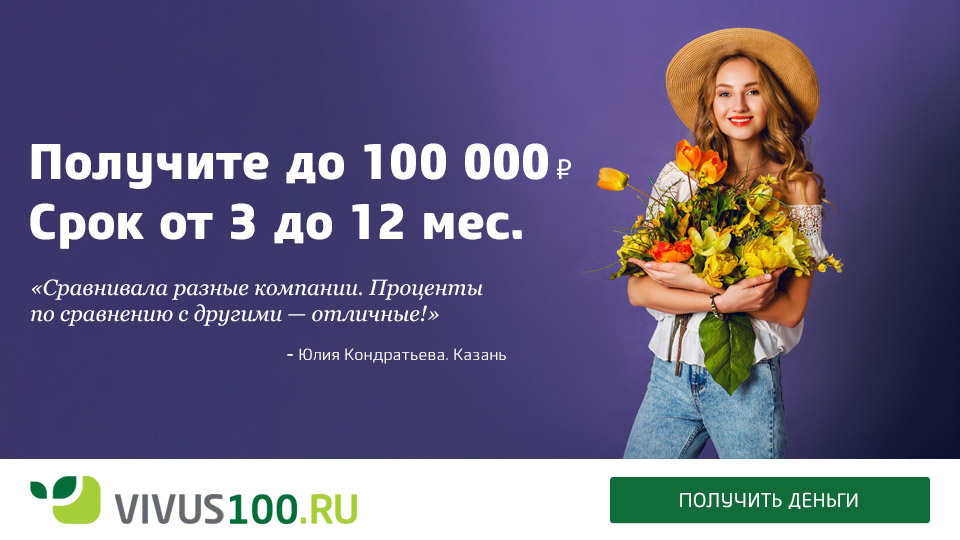 Получите до 100 000 ₽
Срок от 3 до 12 мес.
«Сравнивала разные компании. Проценты
по сравнению с другими — отличные!»
- Юлия Кондратьева. Казань
VIVUS100.RU
ПОЛУЧИТЬ ДЕНЬГИ